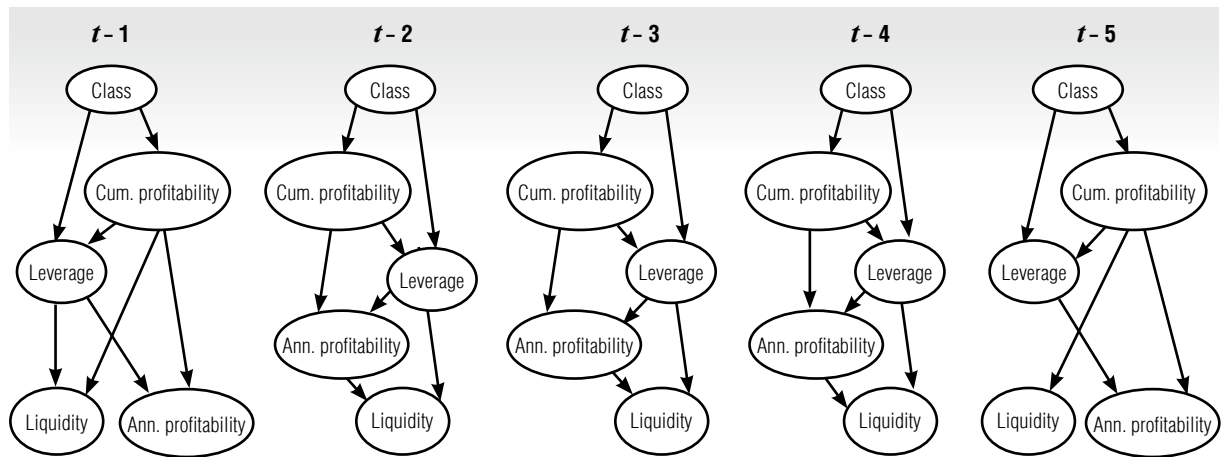 t – 1
t – 2
t – 3
t – 4
t – 5
Class
Class
Class
Class
Class
Cum. profitability
Cum. profitability
Cum. profitability
Cum. profitability
Cum. profitability
Leverage
Leverage
Leverage
Leverage
Leverage
Ann. profitability
Ann. profitability
Ann. profitability
Liquidity
Ann. profitability
Liquidity
Liquidity
Liquidity
Liquidity
Ann. profitability